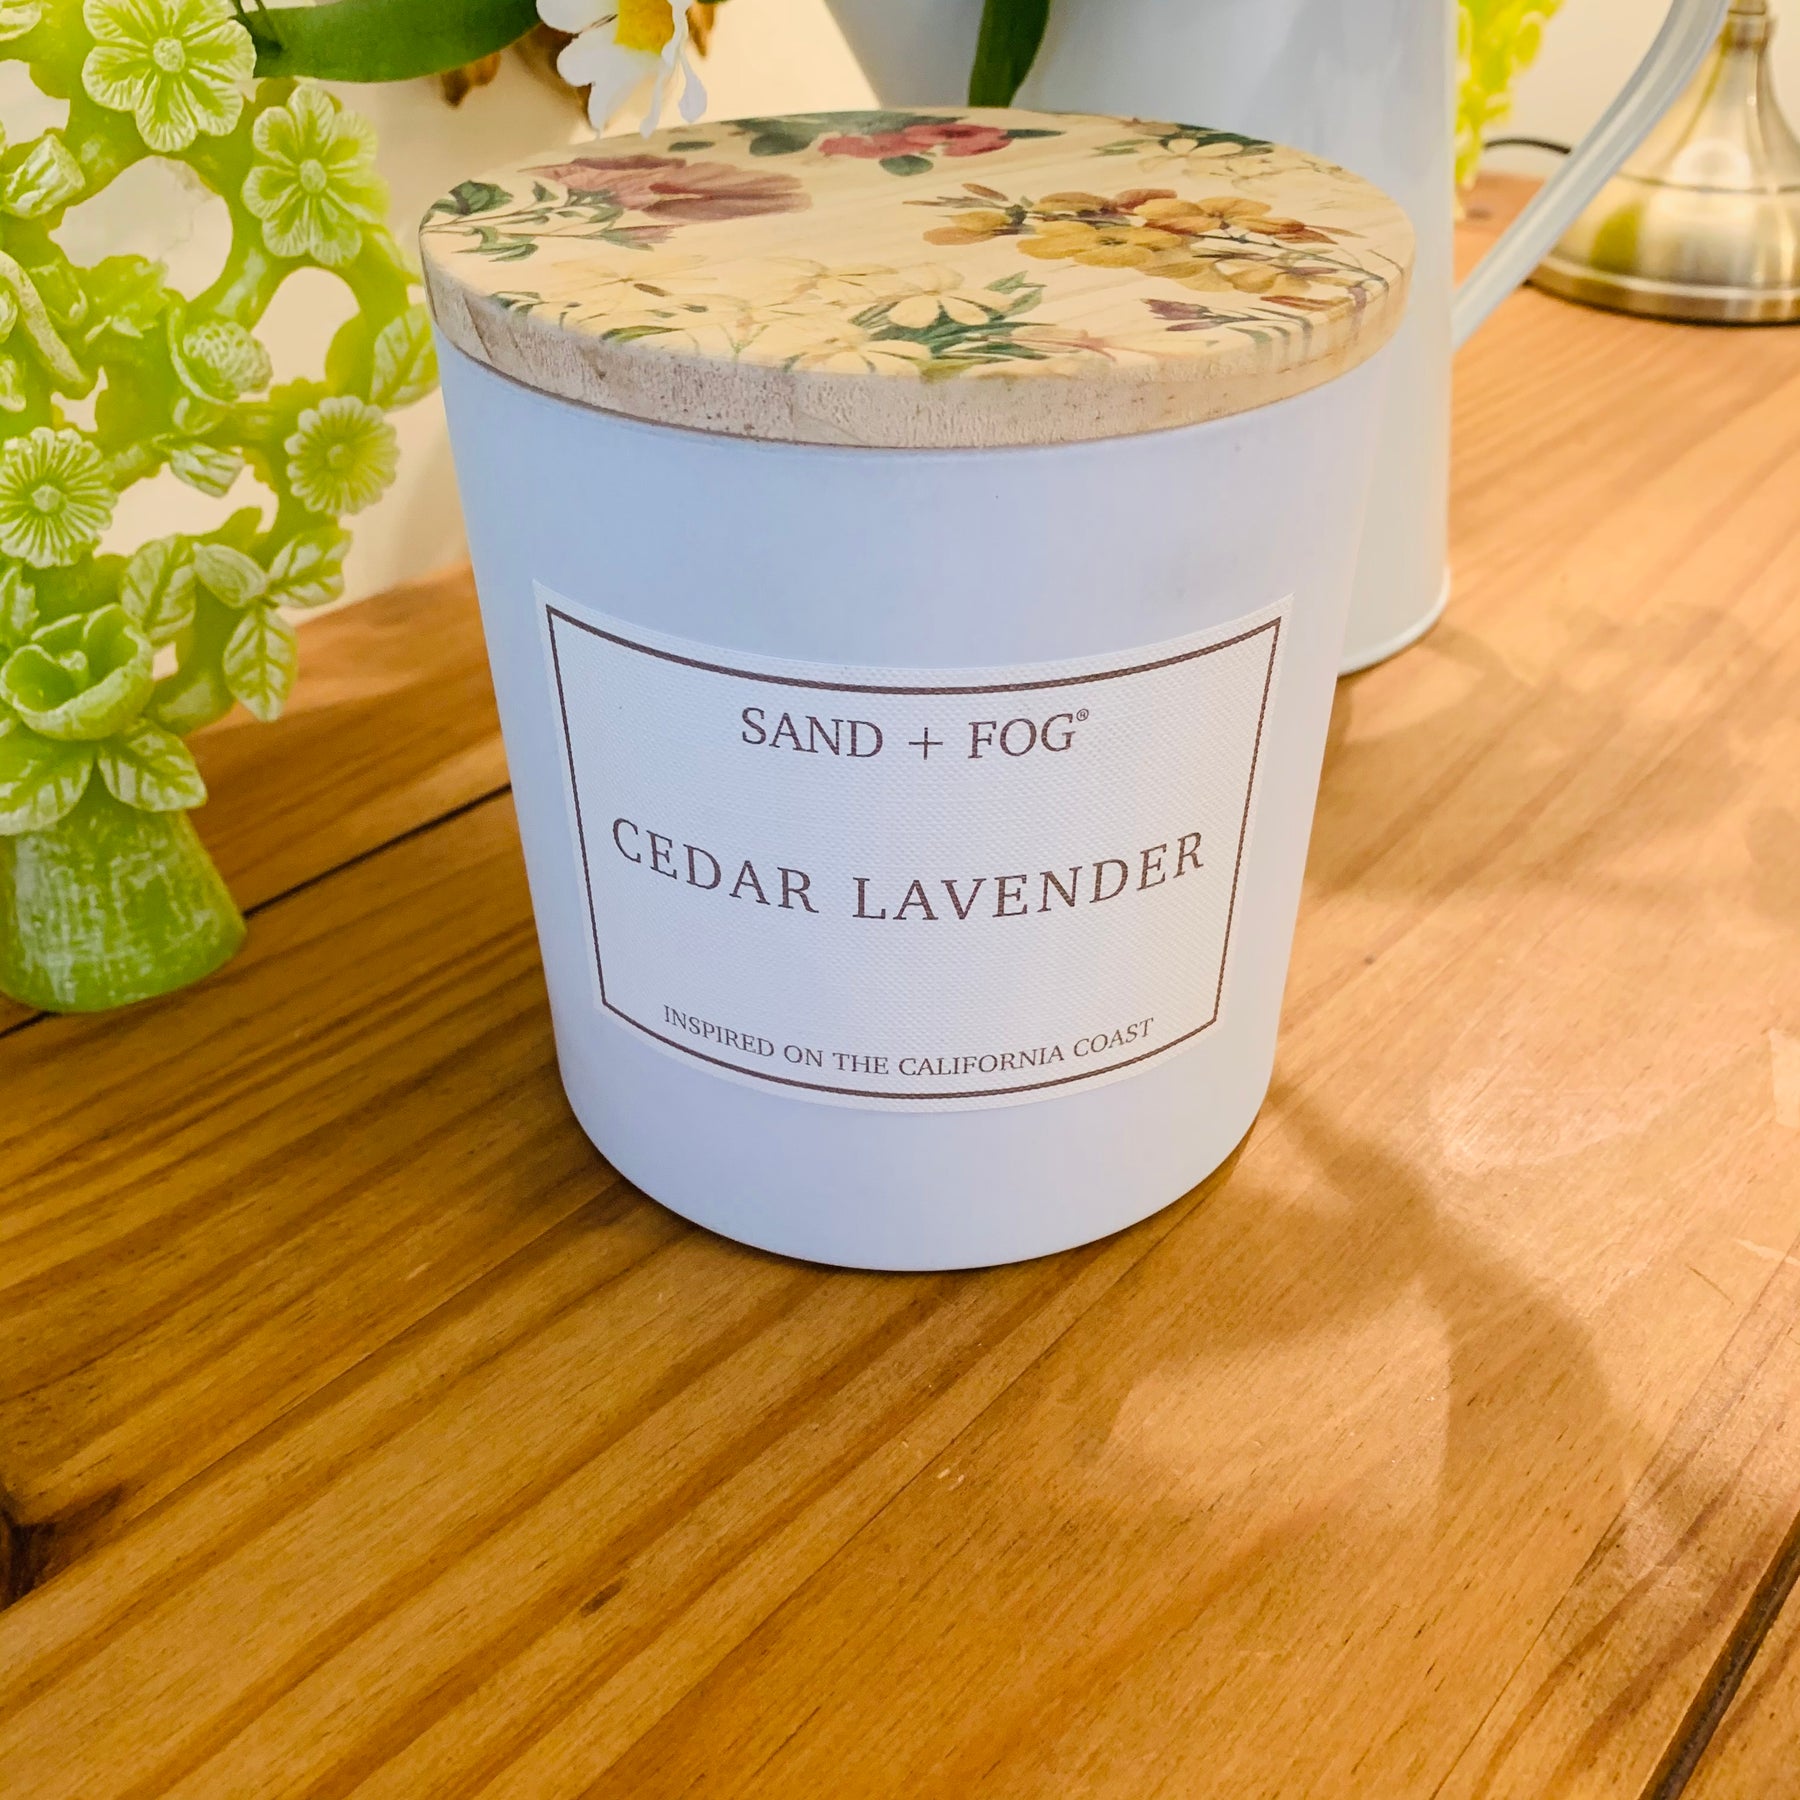 SAND + FOG®
CEDAR LAVENDER
INSPIRED ON THE CALIFORNIA COAST